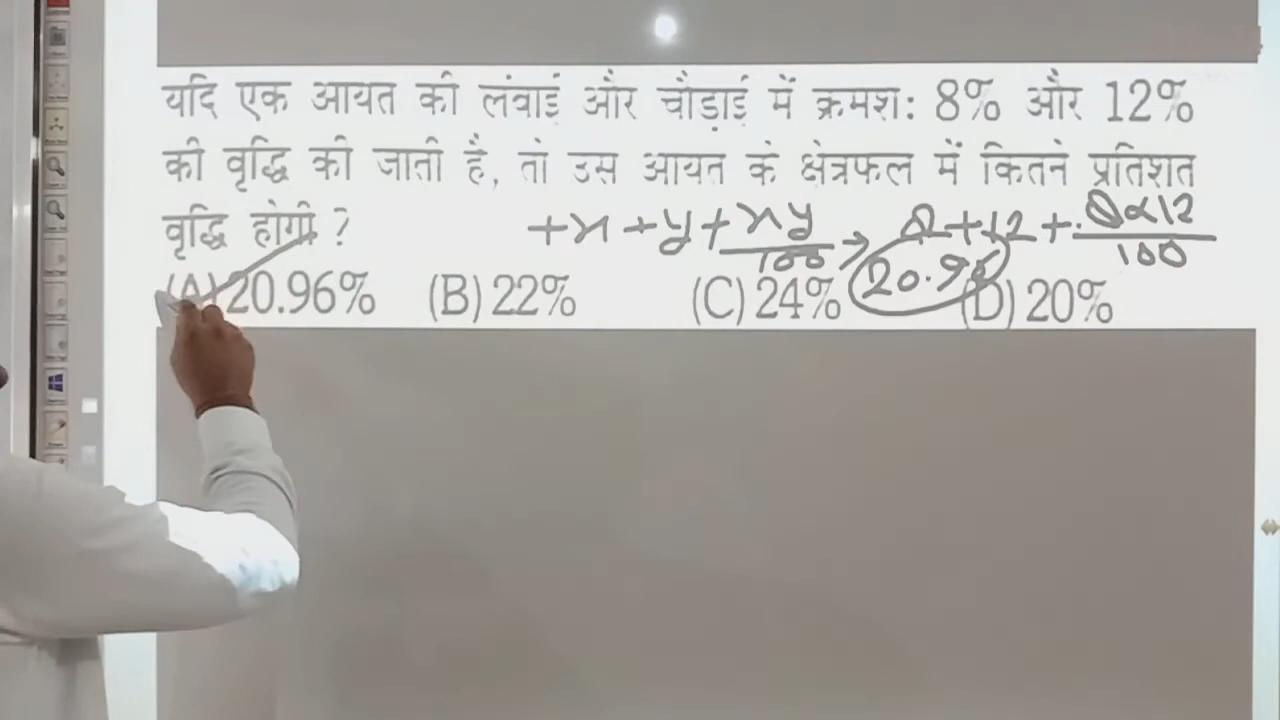 यदि एक आयत की लंबाई और चौड़ाई में क्रमश: 8% और 12%
की वृद्धि की जाती है, तो उस आयत के क्षेत्रफल में कितने प्रतिशत
वृद्धि होगी ?
+x+y+xy/100 → 8+12+8×12/100
20.96
(A) 20.96% (B) 22% (C) 24% (D) 20%